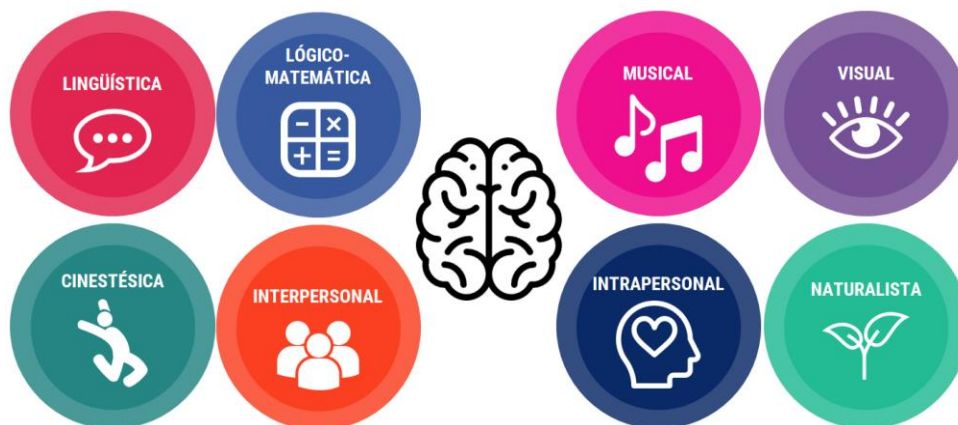 LINGÜÍSTICA
LÓGICO-
MATEMÁTICA
MUSICAL
VISUAL
CINESTÉSICA
INTERPERSONAL
INTRAPERSONAL
NATURALISTA